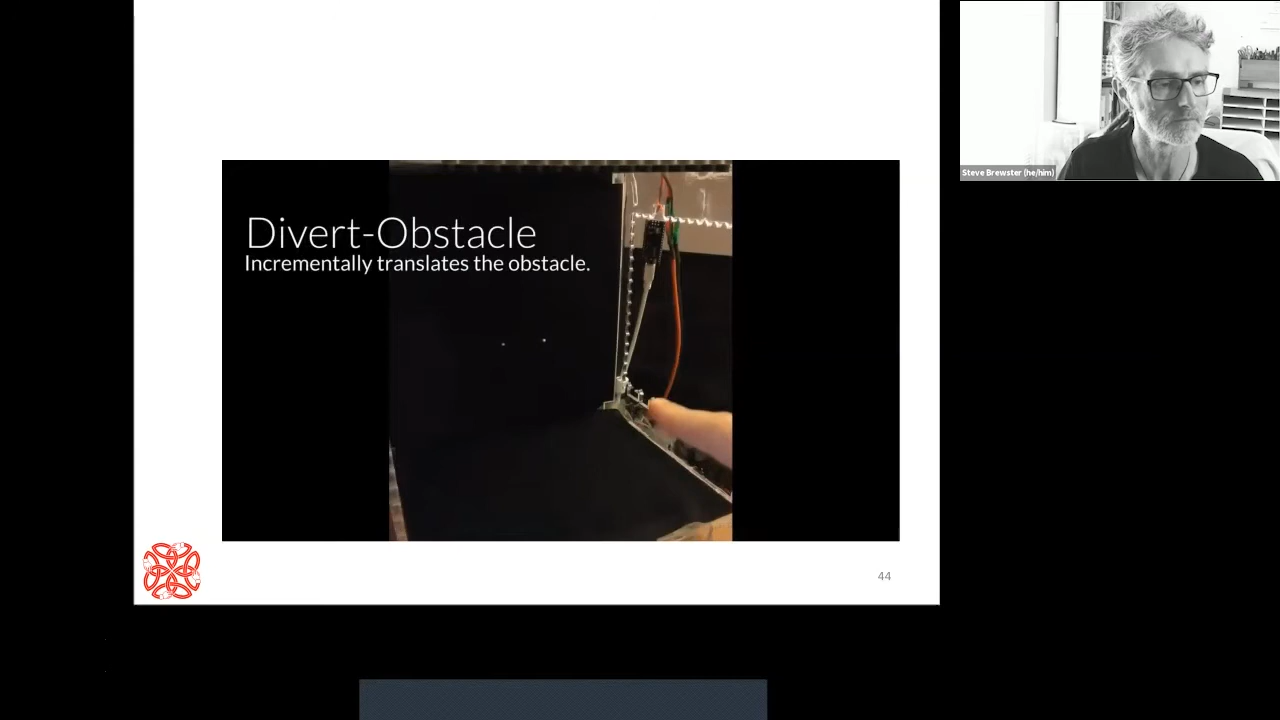 Divert-Obstacle
Incrementally translates the obstacle.
Steve Brewster (he/him)
44